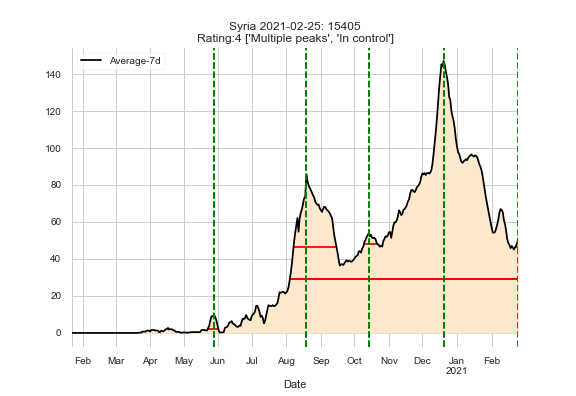 Syria 2021-02-25: 15405
Rating:4 ['Multiple peaks', 'In control']
Average-7d
140
120
100
80
60
40
20
0
Feb Mar Apr May Jun Jul Aug Sep Oct Nov Dec Jan Feb
2021
Date